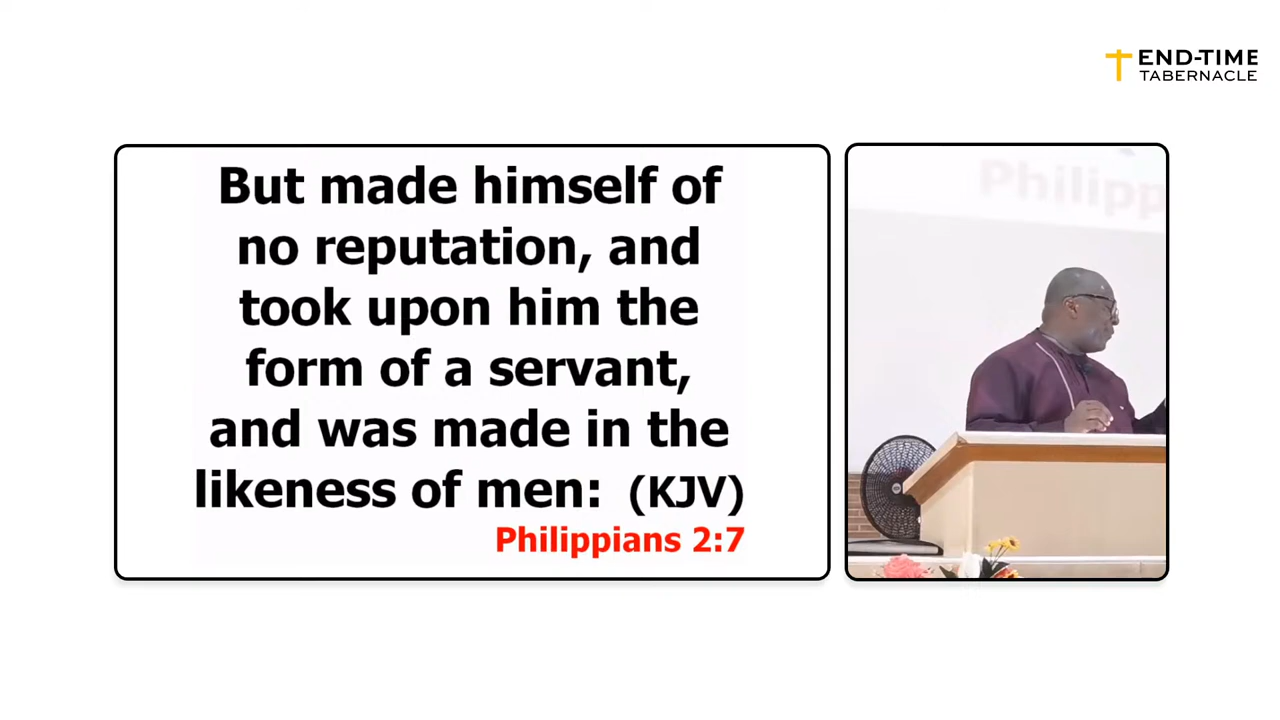 END-TIME
TABERNACLE
But made himself of
no reputation, and
took upon him the
form of a servant,
and was made in the
likeness of men: (KJV)
Philippians 2:7
Philipp